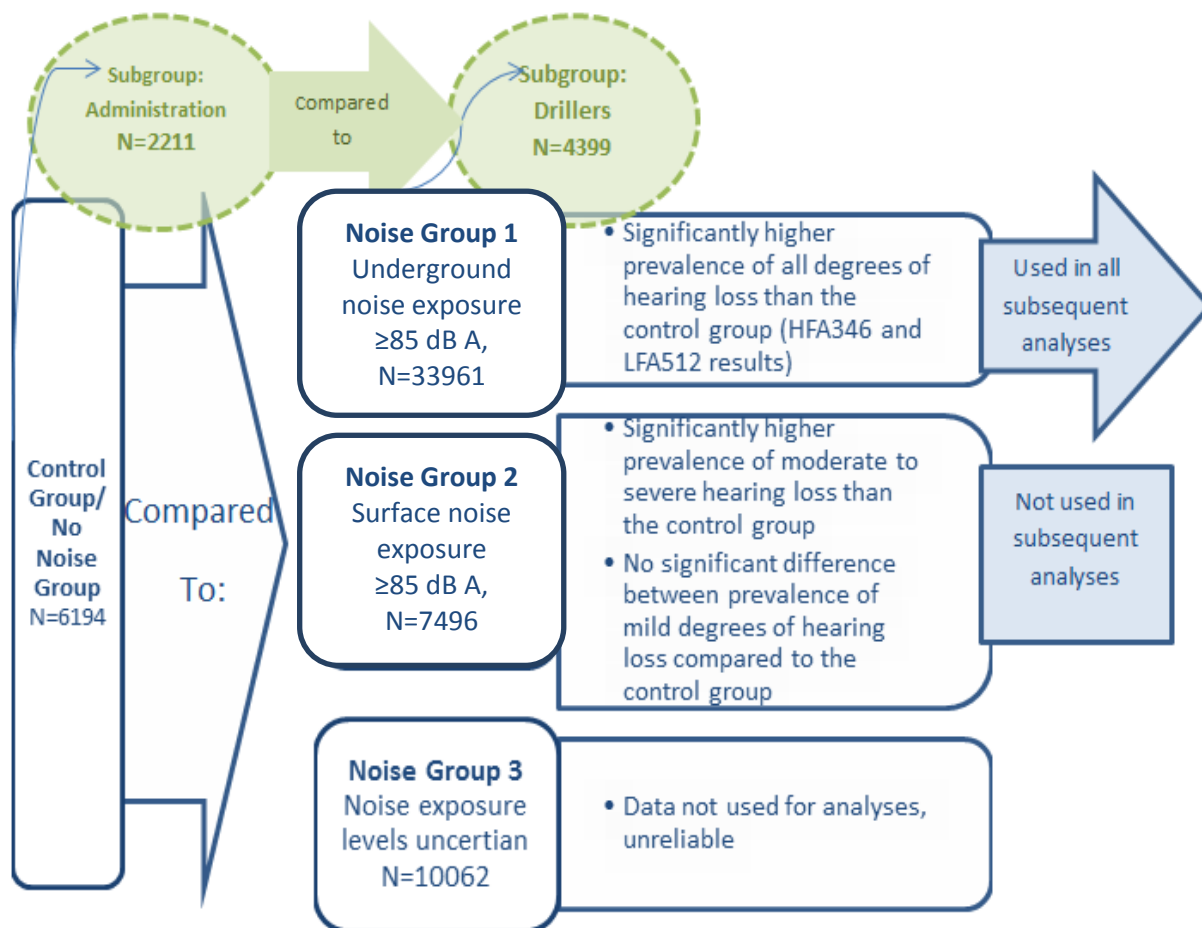 Subgroup:
Administration
N=2211
Compared
to
Subgroup:
Drillers
N=4399
Control
Group/
No
Noise
Group
N=6194
Compared
To:
Noise Group 1
Underground
noise exposure
≥85 dB A,
N=33961
• Significantly higher
prevalence of all degrees of
hearing loss than the
control group (HFA346 and
LFA512 results)
Used in all
subsequent
analyses
Noise Group 2
Surface noise
exposure
≥85 dB A,
N=7496
• Significantly higher
prevalence of moderate to
severe hearing loss than
the control group
• No significant difference
between prevalence of
mild degrees of hearing
loss compared to the
control group
Not used in
subsequent
analyses
Noise Group 3
Noise exposure
levels uncertian
N=10062
• Data not used for analyses,
unreliable